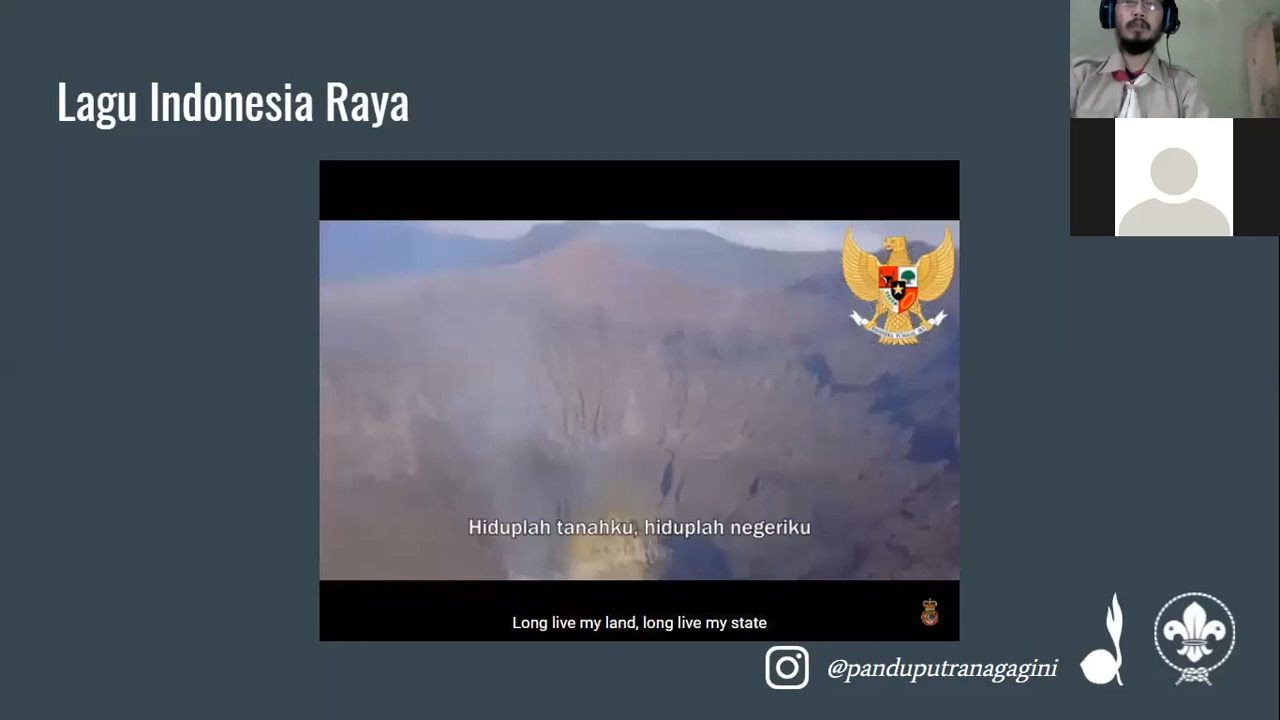 Lagu Indonesia Raya
Hiduplah tanahku, hiduplah negeriku
Long live my land, long live my state
@panduputranagagini